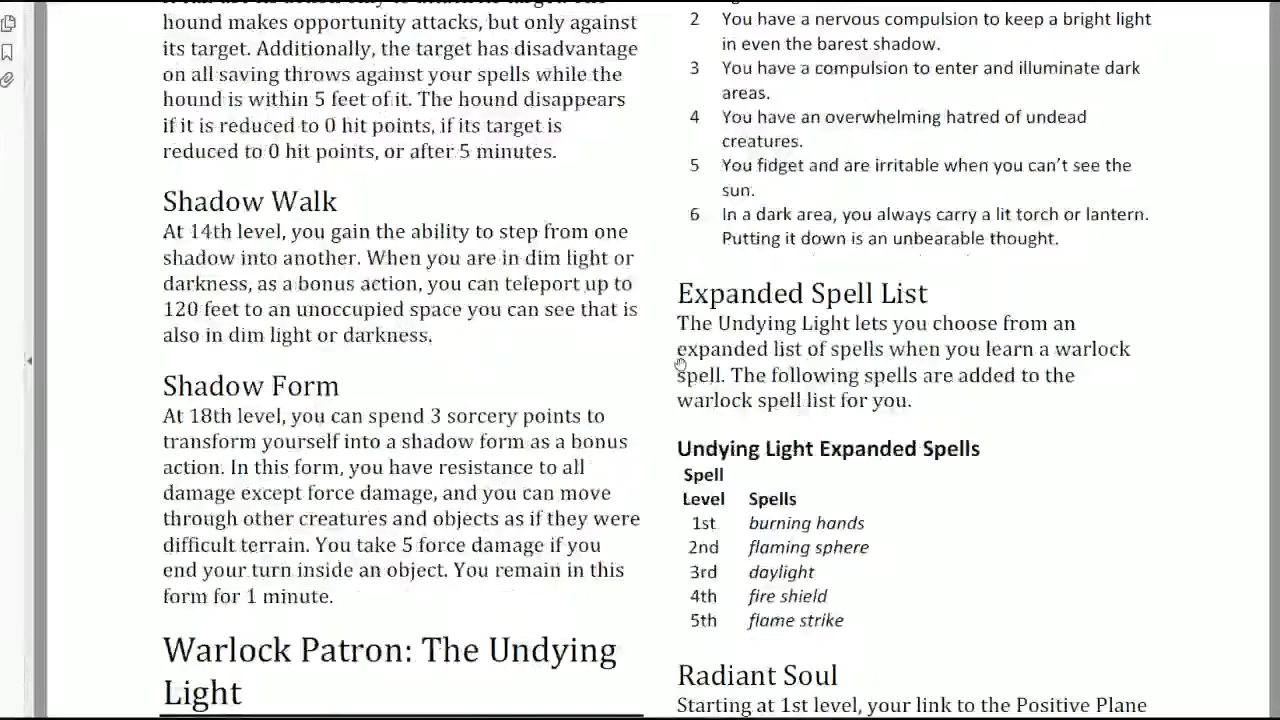 hound makes opportunity attacks, but only against
its target. Additionally, the target has disadvantage
on all saving throws against your spells while the
hound is within 5 feet of it. The hound disappears
if it is reduced to 0 hit points, if its target is
reduced to 0 hit points, or after 5 minutes.
Shadow Walk
At 14th level, you gain the ability to step from one
shadow into another. When you are in dim light or
darkness, as a bonus action, you can teleport up to
120 feet to an unoccupied space you can see that is
also in dim light or darkness.
Shadow Form
At 18th level, you can spend 3 sorcery points to
transform yourself into a shadow form as a bonus
action. In this form, you have resistance to all
damage except force damage, and you can move
through other creatures and objects as if they were
difficult terrain. You take 5 force damage if you
end your turn inside an object. You remain in this
form for 1 minute.
Warlock Patron: The Undying
Light
2 You have a nervous compulsion to keep a bright light
in even the barest shadow.
3 You have a compulsion to enter and illuminate dark
areas.
4 You have an overwhelming hatred of undead
creatures.
5 You fidget and are irritable when you can't see the
sun.
6 In a dark area, you always carry a lit torch or lantern.
Putting it down is an unbearable thought.
Expanded Spell List
The Undying Light lets you choose from an
expanded list of spells when you learn a warlock
spell. The following spells are added to the
warlock spell list for you.
Undying Light Expanded Spells
Spell
Level Spells
1st burning hands
2nd flaming sphere
3rd daylight
4th fire shield
5th flame strike
Radiant Soul
Starting at 1st level, your link to the Positive Plane